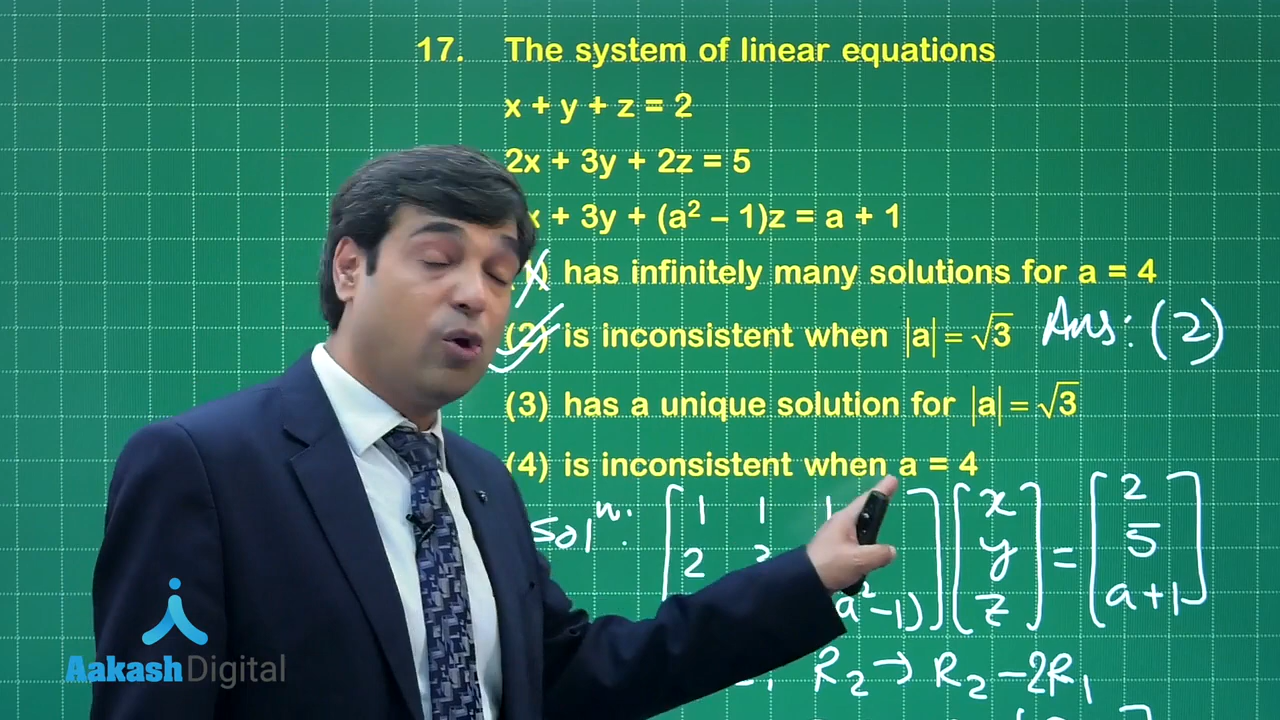 17. The system of linear equations
x + y + z = 2
2x + 3y + 2z = 5
x + 3y + (a² – 1)z = a + 1
has infinitely many solutions for a = 4
(2) is inconsistent when |a| = √3 Ans: (2)
(3) has a unique solution for |a| = √3
(4) is inconsistent when a = 4
Solⁿ: [1 1 1] [x] = [2]
2 y 5
a²-1) z a+1
R₂ → R₂ -2R₁
Aakash Digital